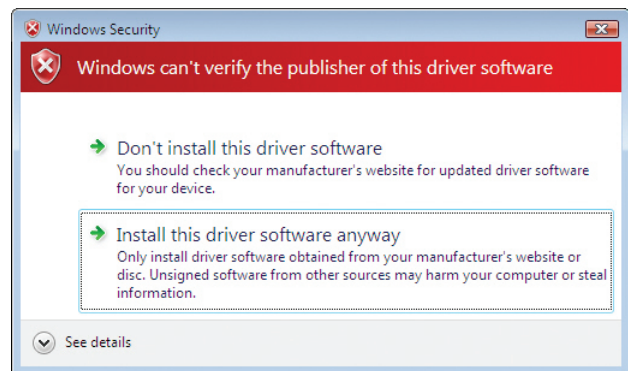 Windows Security
Windows can't verify the publisher of this driver software
Don't install this driver software
You should check your manufacturer's website for updated driver software
for your device.
Install this driver software anyway
Only install driver software obtained from your manufacturer's website or
disc. Unsigned software from other sources may harm your computer or steal
information.
See details